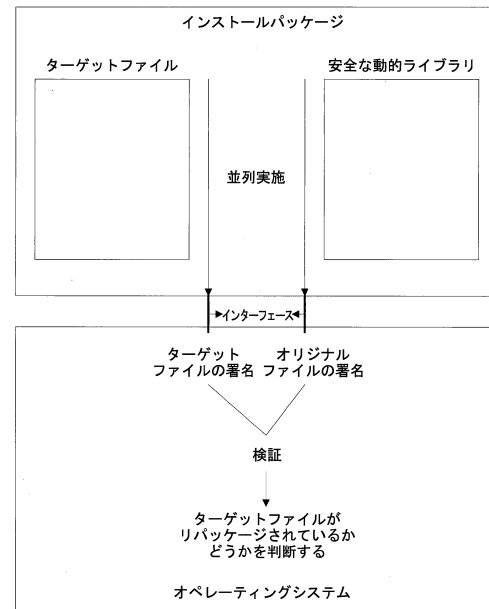 インストールパッケージ
ターゲットファイル
安全な動的ライブラリ
並列実施
インターフェース
ターゲット
ファイルの署名
オリジナル
ファイルの署名
検証
ターゲットファイルが
リパッケージされているか
どうかを判断する
オペレーティングシステム